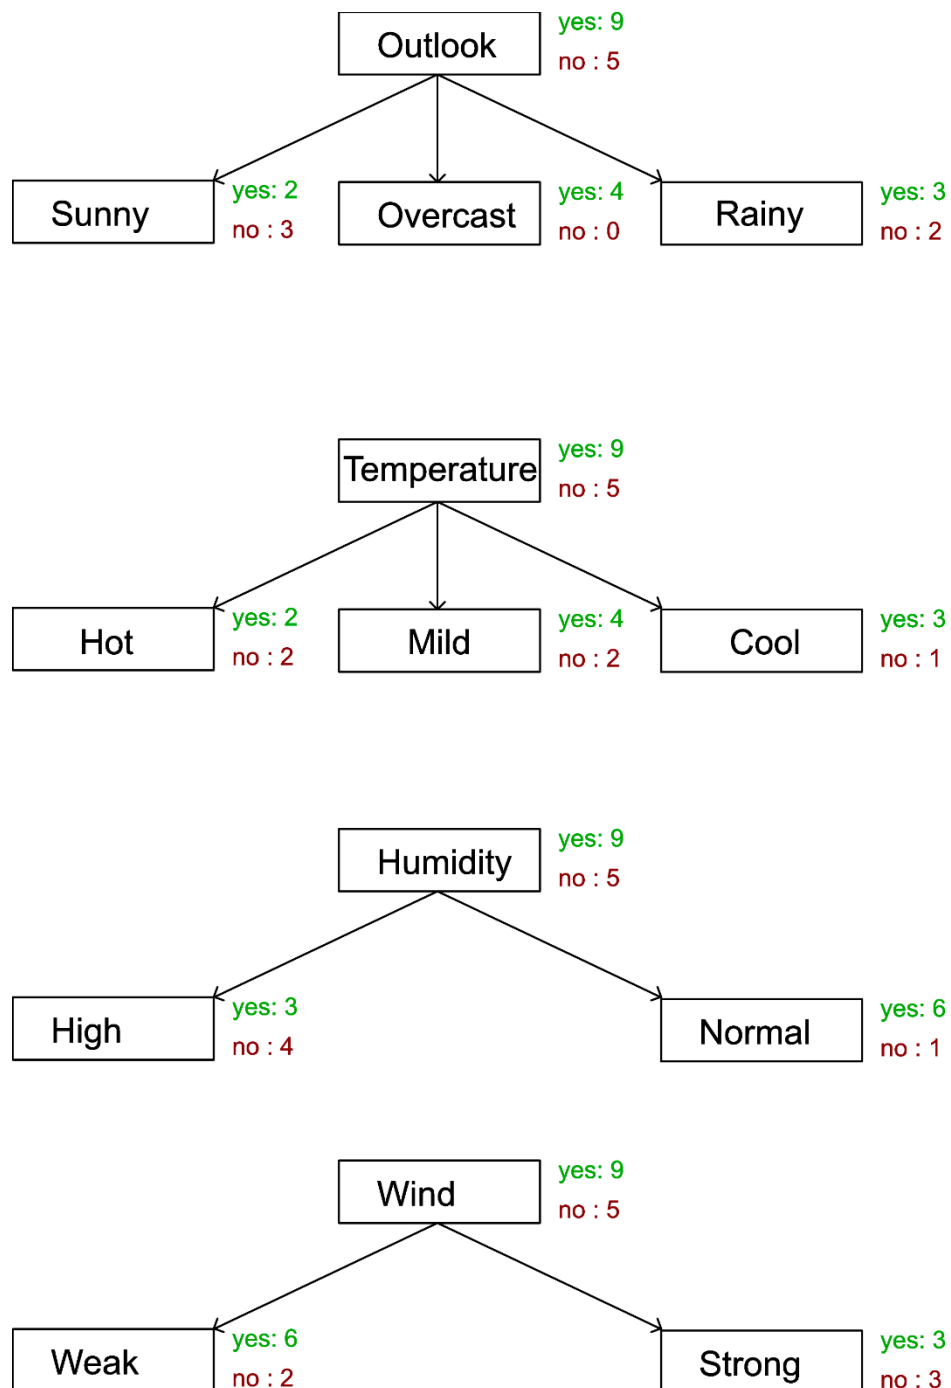 Outlook
yes: 9
no : 5
Sunny
yes: 2
no : 3
Overcast
yes: 4
no : 0
Rainy
yes: 3
no : 2
Temperature
yes: 9
no : 5
Hot
yes: 2
no : 2
Mild
yes: 4
no : 2
Cool
yes: 3
no : 1
Humidity
yes: 9
no : 5
High
yes: 3
no : 4
Normal
yes: 6
no : 1
Wind
yes: 9
no : 5
Weak
yes: 6
no : 2
Strong
yes: 3
no : 3